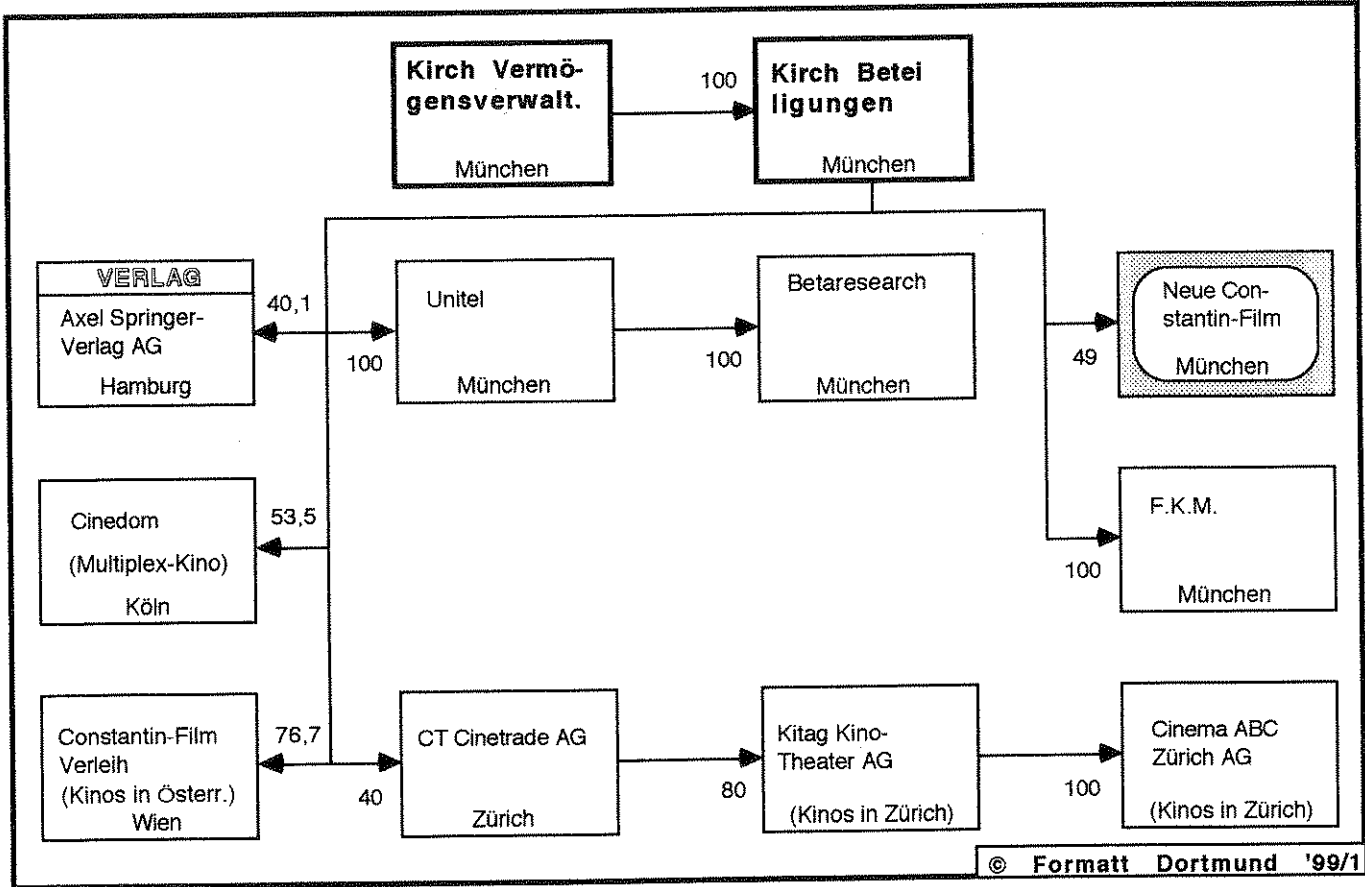 Kirch Vermö-
gensverwalt.
München
100
Kirch Betei
ligungen
München
VERLAG
Axel Springer-
Verlag AG
Hamburg
40,1
100
Unitel
München
100
Betaresearch
München
49
Neue Con-
stantin-Film
München
Cinedom
(Multiplex-Kino)
Köln
53,5
100
F.K.M.
München
Constantin-Film
Verleih
(Kinos in Österr.)
Wien
76,7
40
CT Cinetrade AG
Zürich
80
Kitag Kino-
Theater AG
(Kinos in Zürich)
100
Cinema ABC
Zürich AG
(Kinos in Zürich)
© Formatt Dortmund '99/1